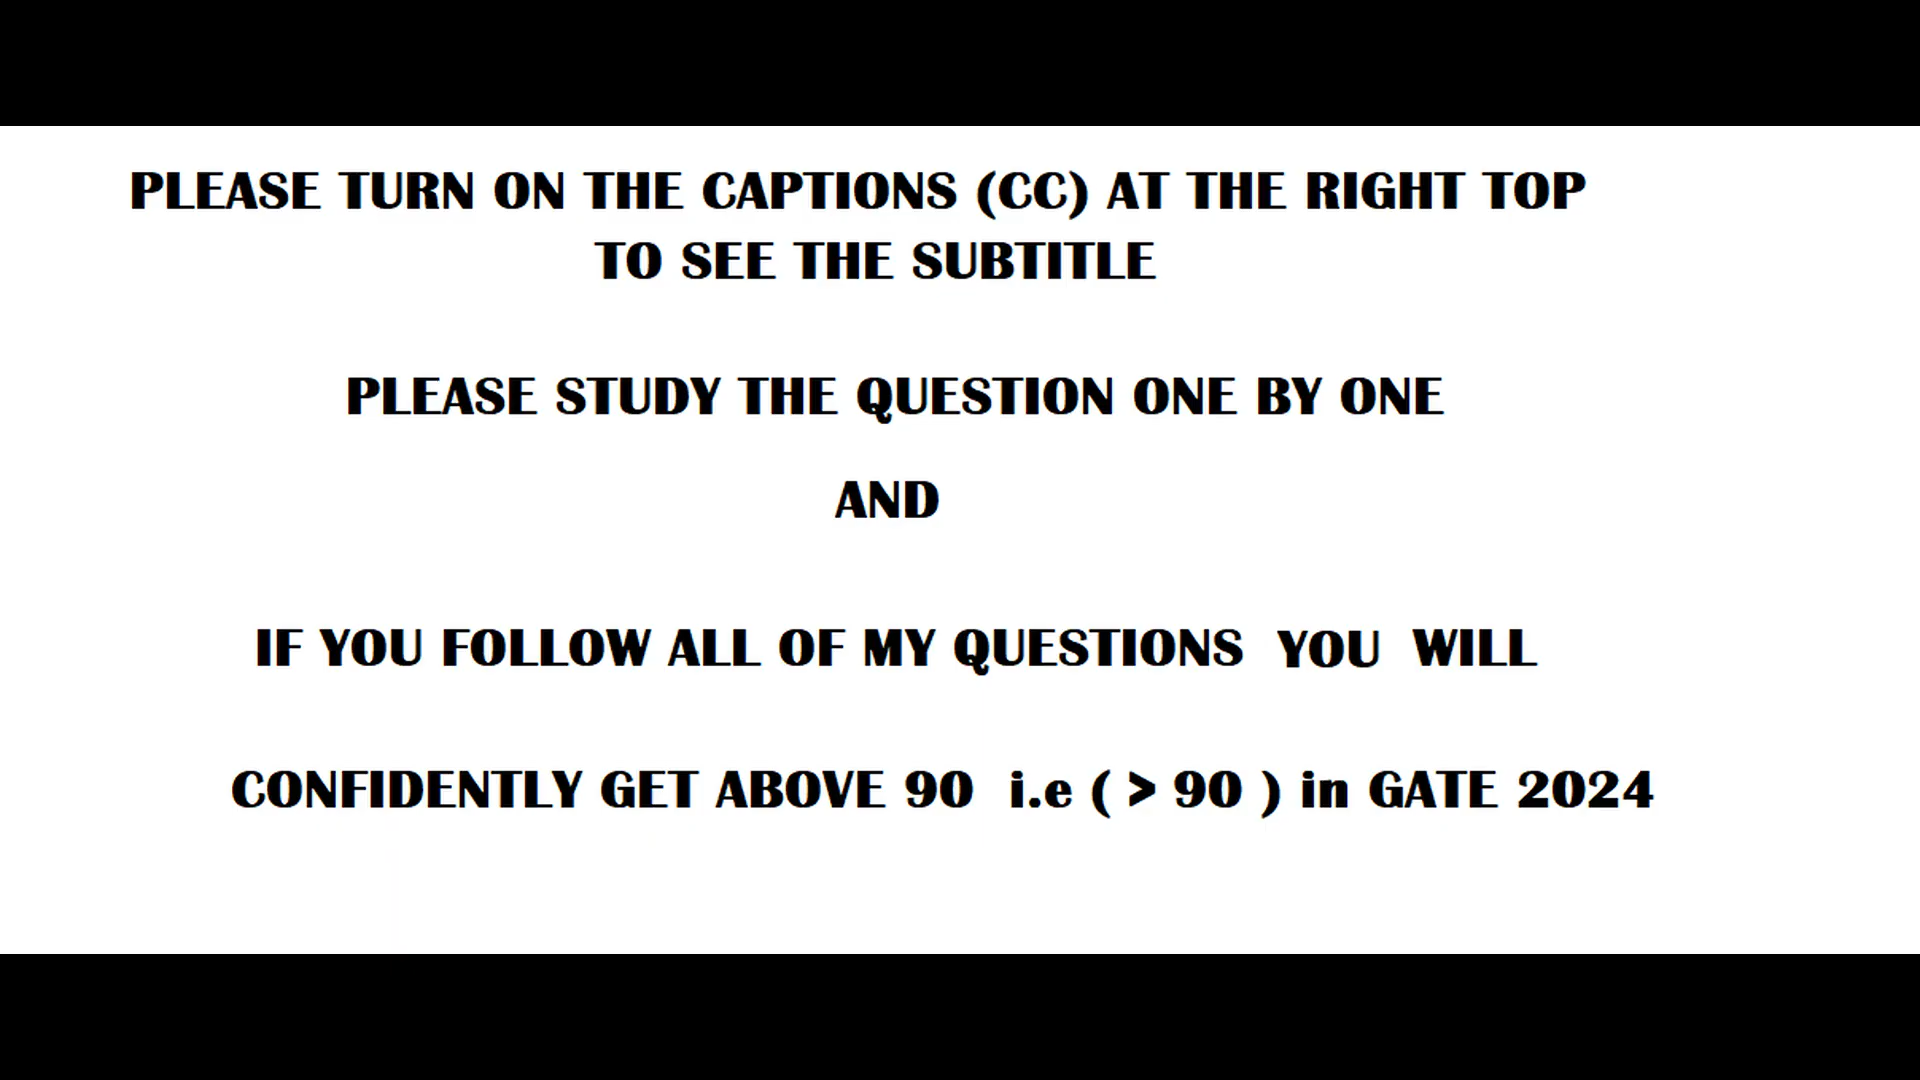 PLEASE TURN ON THE CAPTIONS (CC) AT THE RIGHT TOP
TO SEE THE SUBTITLE
PLEASE STUDY THE QUESTION ONE BY ONE
AND
IF YOU FOLLOW ALL OF MY QUESTIONS YOU WILL
CONFIDENTLY GET ABOVE 90 i.e ( > 90 ) in GATE 2024